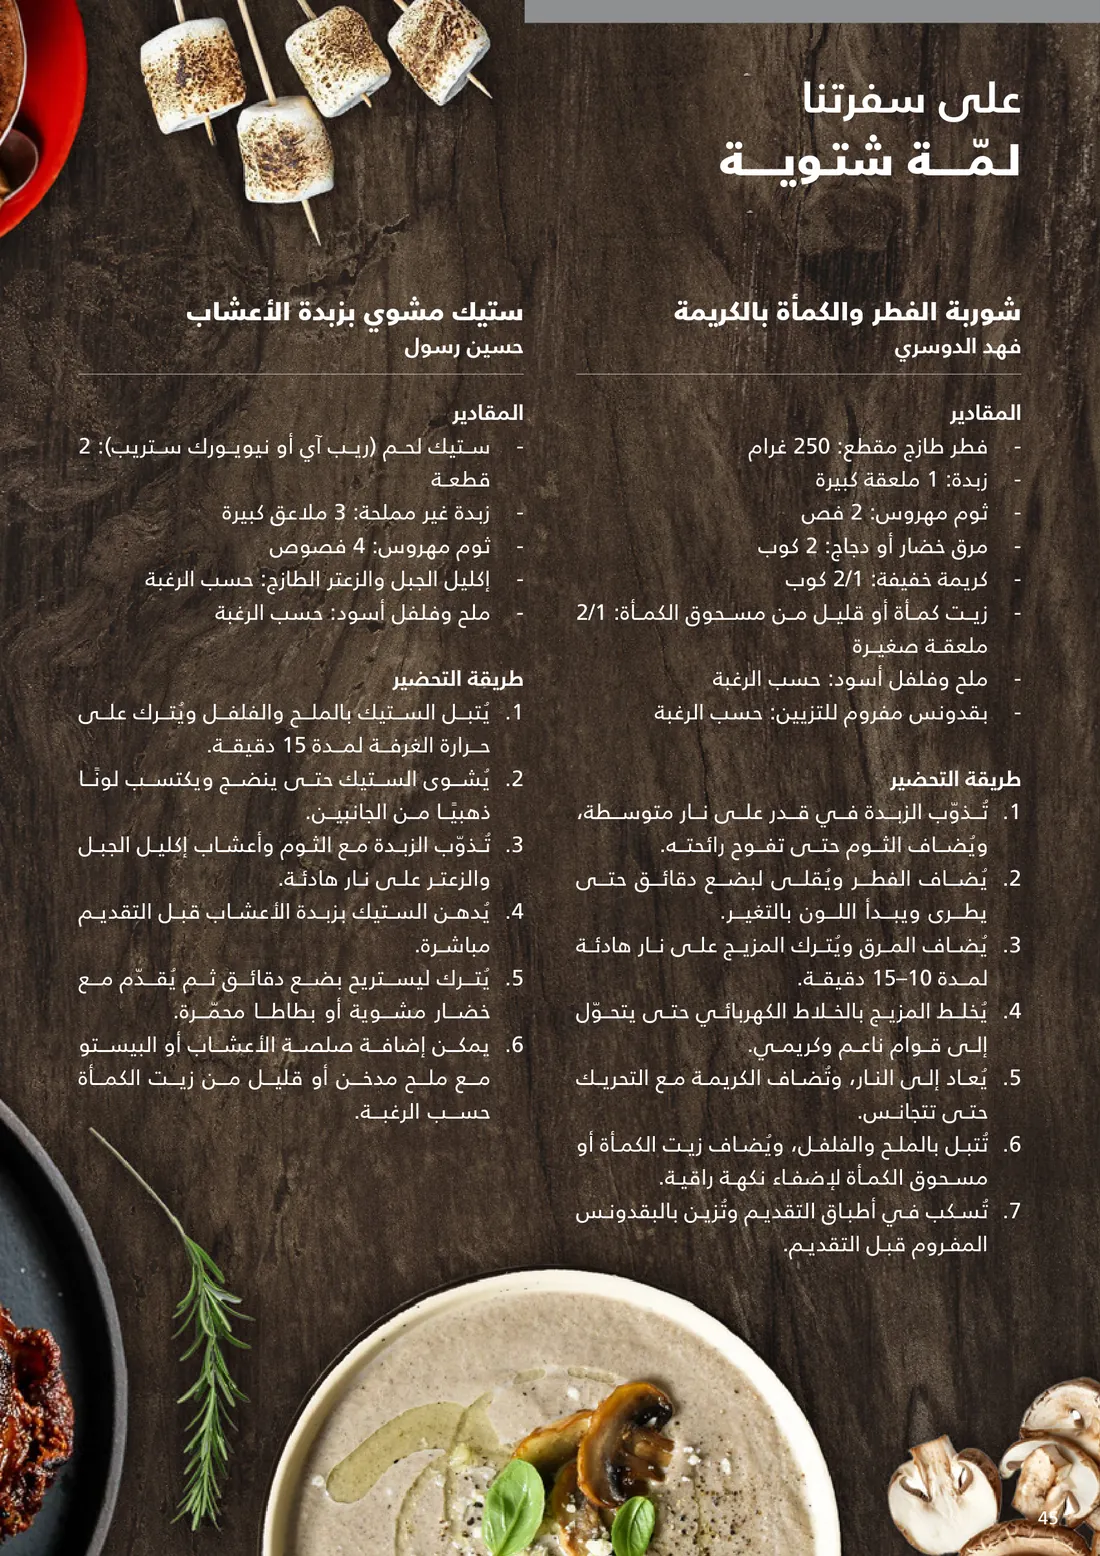 على سفرتنا
لمّة شتوية
شوربة الفطر والكمأة بالكريمة
فهد الدوسري
المقادير
- فطر طازج مقطع: 250 غرام
- زبدة: 1 ملعقة كبيرة
- ثوم مهروس: 2 فص
- مرق خضار أو دجاج: 2 كوب
- كريمة خفيفة: 2/1 كوب
- زيت كمأة أو قليل من مسحوق الكمأة: 2/1
ملعقة صغيرة
- ملح وفلفل أسود: حسب الرغبة
- بقدونس مفروم للتزيين: حسب الرغبة
طريقة التحضير
1. تُذوّب الزبدة في قدر على نار متوسطة،
ويُضاف الثوم حتى تفوح رائحته.
2. يُضاف الفطر ويُقلى لبضع دقائق حتى
يطرى ويبدأ اللون بالتغير.
3. يُضاف المرق ويُترك المزيج على نار هادئة
لمدة 10–15 دقيقة.
4. يُخلط المزيج بالخلاط الكهربائي حتى يتحوّل
إلى قوام ناعم وكريمي.
5. يُعاد إلى النار، وتُضاف الكريمة مع التحريك
حتى تتجانس.
6. تُتبل بالملح والفلفل، ويُضاف زيت الكمأة أو
مسحوق الكمأة لإضفاء نكهة راقية.
7. تُسكب في أطباق التقديم وتُزين بالبقدونس
المفروم قبل التقديم.
ستيك مشوي بزبدة الأعشاب
حسين رسول
المقادير
- ستيك لحم (ريب آي أو نيويورك ستريب): 2
قطعة
- زبدة غير مملحة: 3 ملاعق كبيرة
- ثوم مهروس: 4 فصوص
- إكليل الجبل والزعتر الطازج: حسب الرغبة
- ملح وفلفل أسود: حسب الرغبة
طريقة التحضير
1. يُتبل الستيك بالملح والفلفل ويُترك على
حرارة الغرفة لمدة 15 دقيقة.
2. يُشوى الستيك حتى ينضج ويكتسب لونًا
ذهبيًا من الجانبين.
3. تُذوّب الزبدة مع الثوم وأعشاب إكليل الجبل
والزعتر على نار هادئة.
4. يُدهن الستيك بزبدة الأعشاب قبل التقديم
مباشرة.
5. يُترك ليستريح بضع دقائق ثم يُقدّم مع
خضار مشوية أو بطاطا محمّرة.
6. يمكن إضافة صلصة الأعشاب أو البيستو
مع ملح مدخن أو قليل من زيت الكمأة
حسب الرغبة.
45